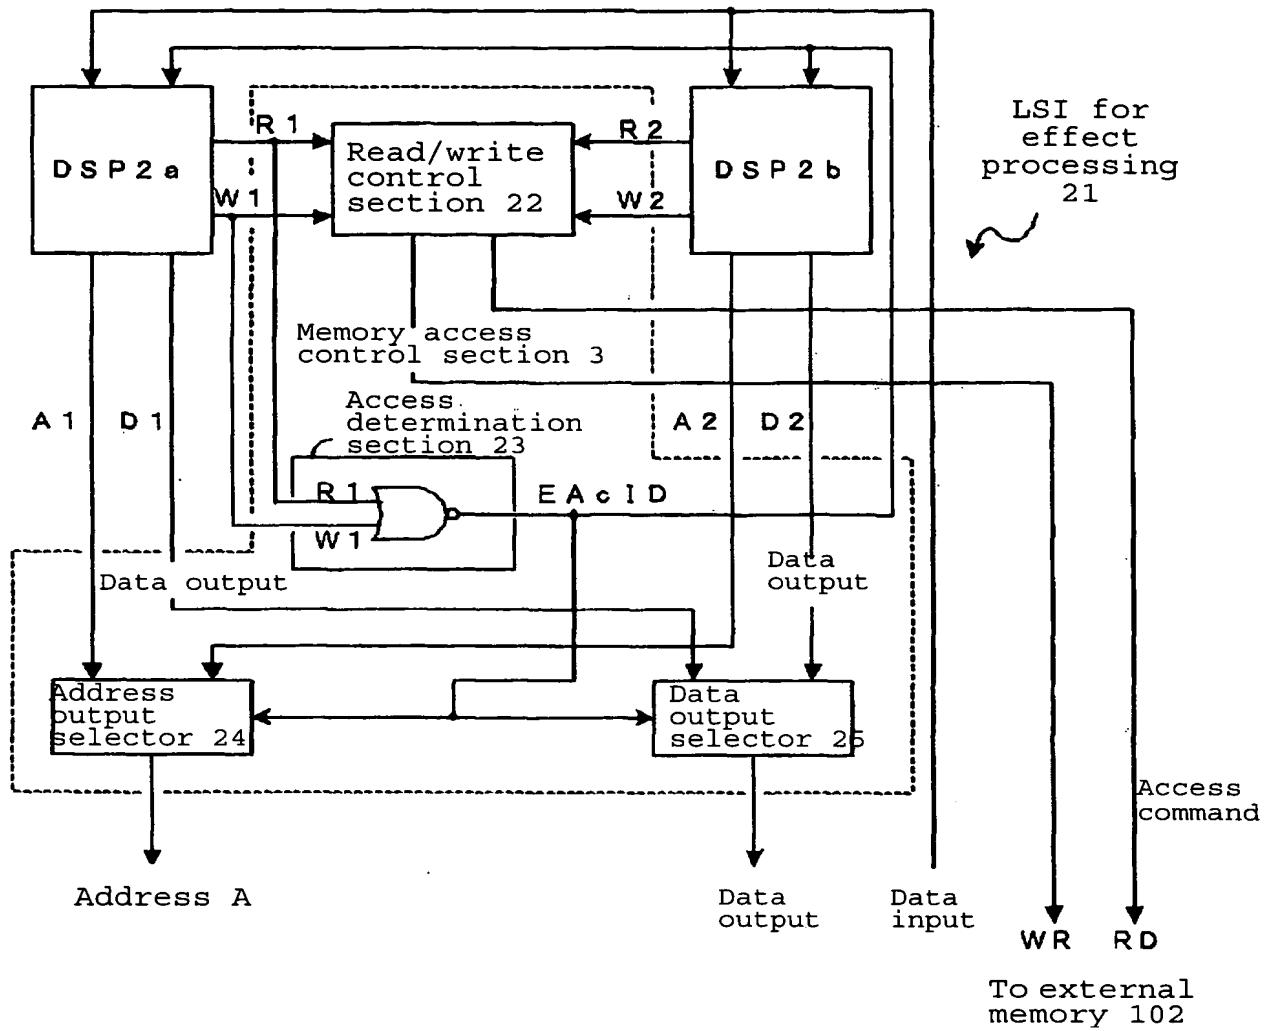 LSI for
effect
processing
21
DSP2a
R1
W1
Read/write
control
section 22
R2
W2
DSP2b
Memory access
control section 3
A1
D1
Access
determination
section 23
A2
D2
R1
W1
EAcID
Data output
Data
output
Address
output
selector 24
Data
output
selector 25
Access
command
Address A
Data
output
Data
input
WR
RD
To external
memory 102